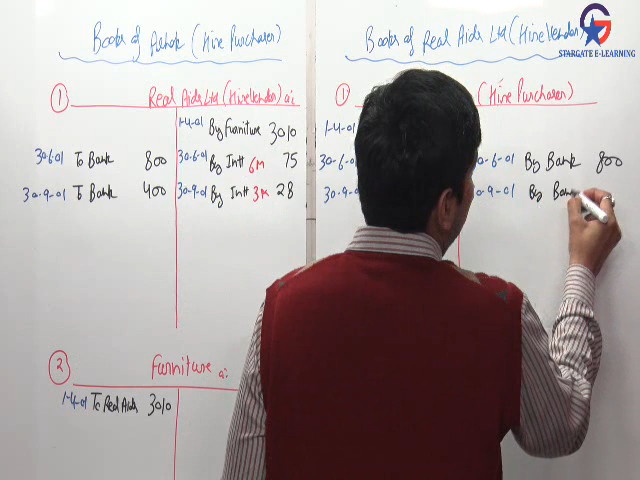 Books of Ashok (Hire Purchaser)
Books of Real Aids Ltd (Hire Vendor)
STARGATE E-LEARNING
1 Real Aids Ltd (Hire Vendor) a/c
1-4-01 By Furniture 3010
30-6-01 To Bank 800 30-6-01 By Intt 6M 75
30-9-01 To Bank 400 30-9-01 By Intt 3M 28
1 (Hire Purchaser)
1-4-01
30-6-01 0-6-01 By Bank 800
30-9-01 0-9-01 By Ban
2 Furniture a/c
1-4-01 To Real Aids 3010